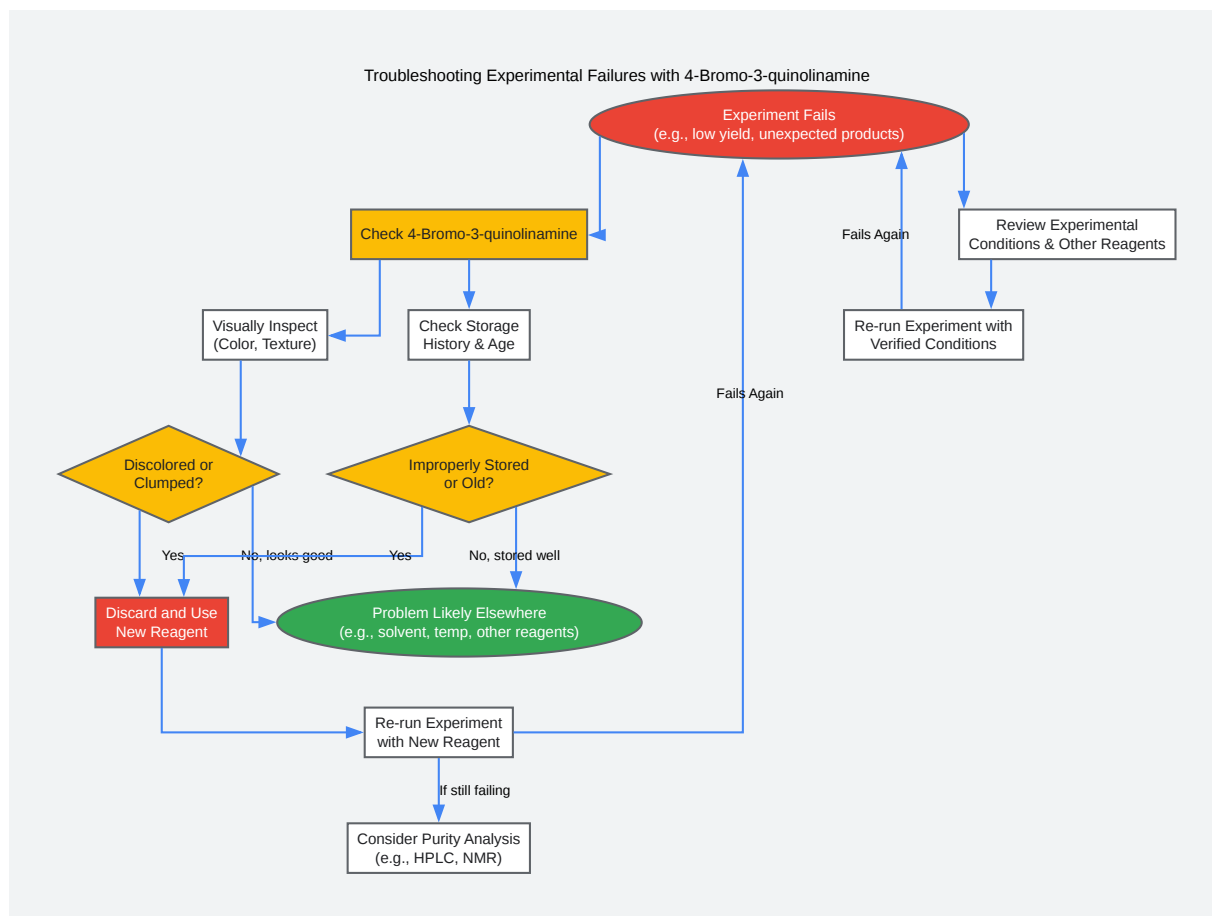 Troubleshooting Experimental Failures with 4-Bromo-3-quinolinamine
Experiment Fails
(e.g., low yield, unexpected products)
Check 4-Bromo-3-quinolinamine
Fails Again
Review Experimental
Conditions & Other Reagents
Visually Inspect
(Color, Texture)
Check Storage
History & Age
Re-run Experiment with
Verified Conditions
Fails Again
Discolored or
Clumped?
Improperly Stored
or Old?
Yes
No, looks good
Yes
No, stored well
Discard and Use
New Reagent
Problem Likely Elsewhere
(e.g., solvent, temp, other reagents)
Re-run Experiment
with New Reagent
If still failing
Consider Purity Analysis
(e.g., HPLC, NMR)